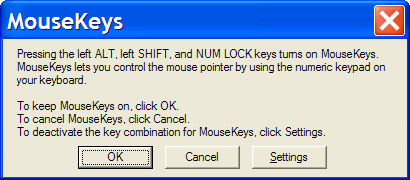 MouseKeys
Pressing the left ALT, left SHIFT, and NUM LOCK keys turns on MouseKeys.
MouseKeys lets you control the mouse pointer by using the numeric keypad on
your keyboard.
To keep MouseKeys on, click OK.
To cancel MouseKeys, click Cancel.
To deactivate the key combination for MouseKeys, click Settings.
OK Cancel Settings